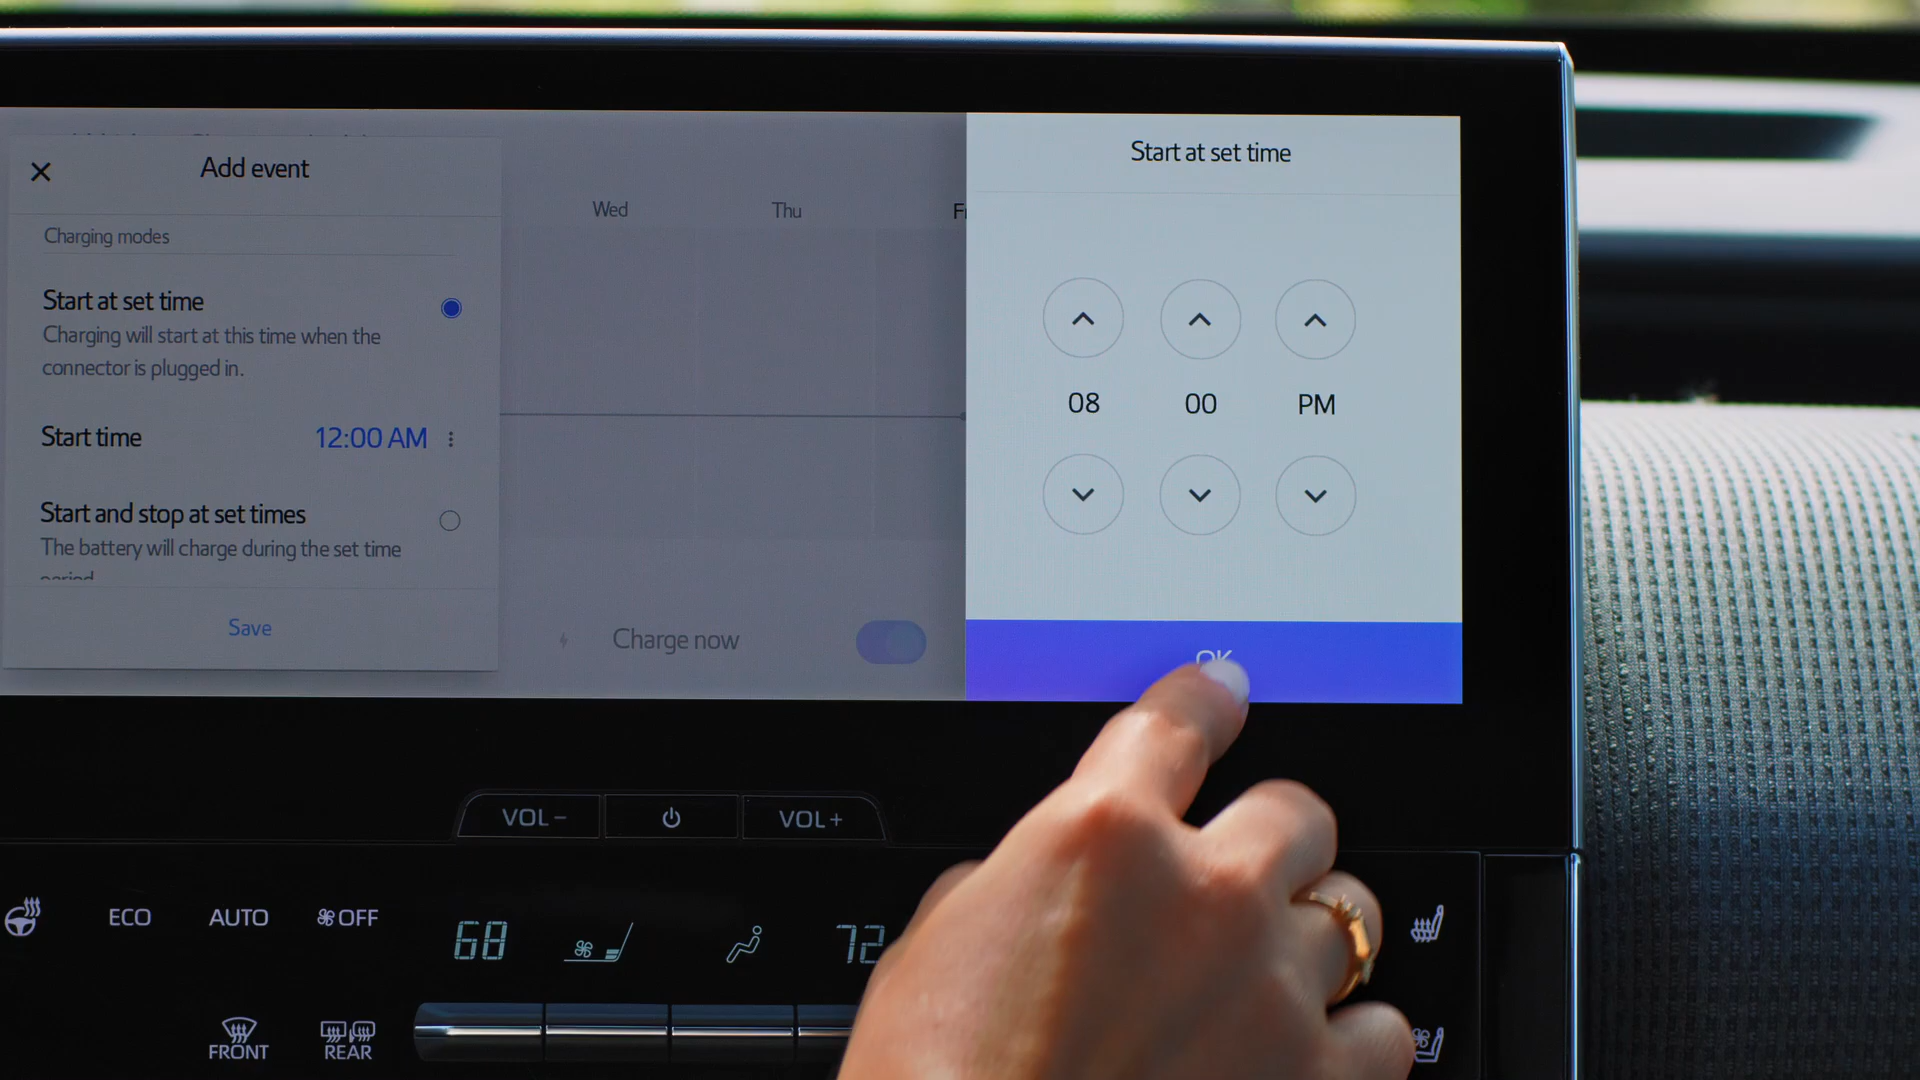 Add event
Charging modes
Start at set time
Charging will start at this time when the
connector is plugged in.
Start time 12:00 AM
Start and stop at set times
The battery will charge during the set time
Save
Wed Thu
Charge now
Start at set time
08 00 PM
OK
VOL− VOL+
ECO AUTO OFF
68 72
FRONT REAR